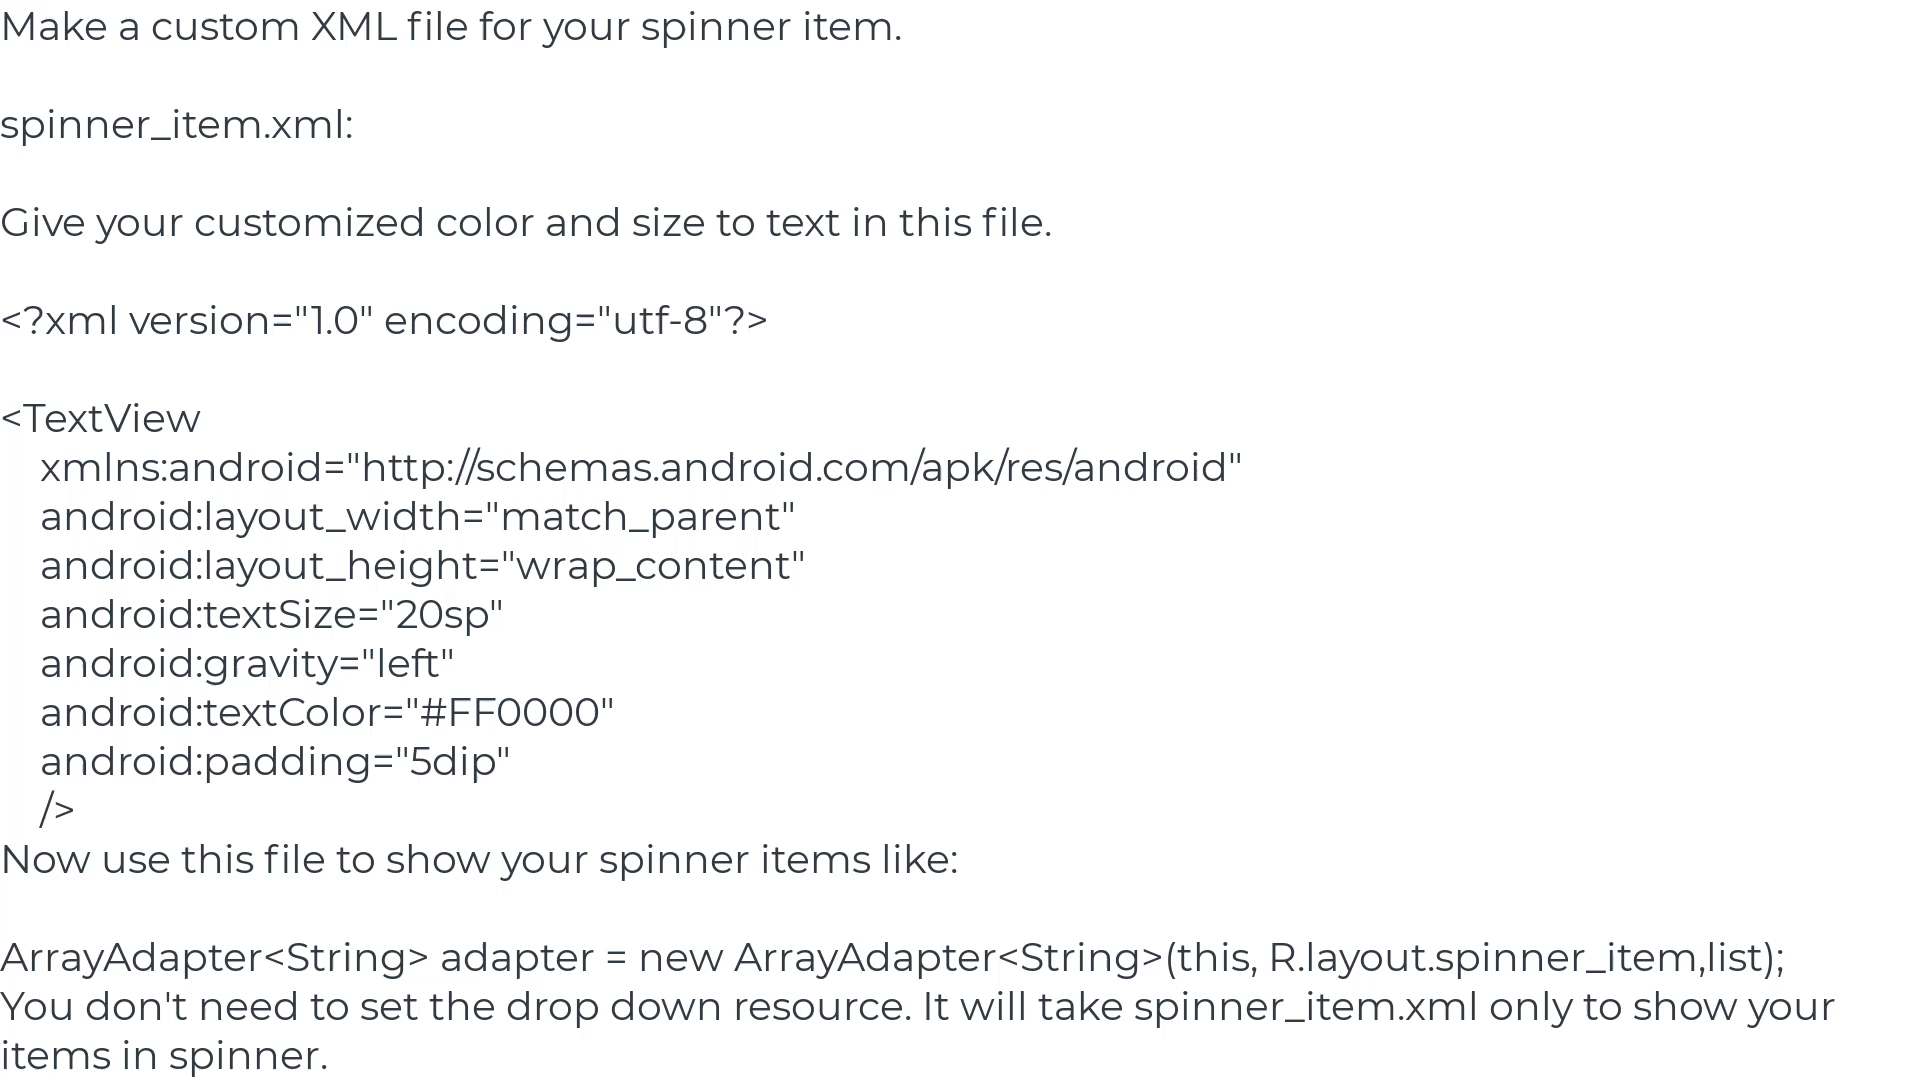 Make a custom XML file for your spinner item.
spinner_item.xml:
Give your customized color and size to text in this file.
<?xml version="1.0" encoding="utf-8"?>
<TextView
xmlns:android="http://schemas.android.com/apk/res/android"
android:layout_width="match_parent"
android:layout_height="wrap_content"
android:textSize="20sp"
android:gravity="left"
android:textColor="#FF0000"
android:padding="5dip"
/>
Now use this file to show your spinner items like:
ArrayAdapter<String> adapter = new ArrayAdapter<String>(this, R.layout.spinner_item,list);
You don't need to set the drop down resource. It will take spinner_item.xml only to show your
items in spinner.